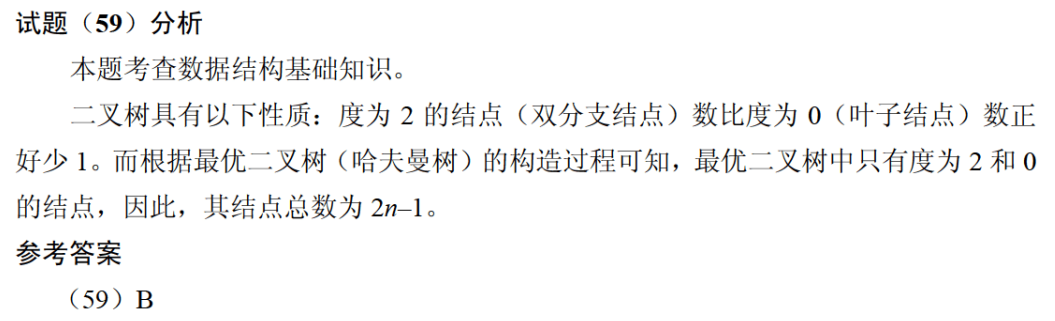 试题（59）分析
本题考查数据结构基础知识。
二叉树具有以下性质：度为 2 的结点（双分支结点）数比度为 0（叶子结点）数正
好少 1。而根据最优二叉树（哈夫曼树）的构造过程可知，最优二叉树中只有度为 2 和 0
的结点，因此，其结点总数为 2n–1。
参考答案
（59）B